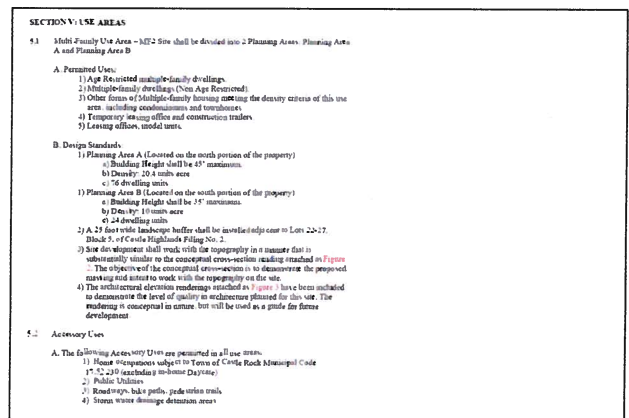 SECTION V: USE AREAS
5.1 Multi-Family Use Area – MF-2 Site shall be divided into 2 Planning Areas. Planning Area
A and Planning Area B
A. Permitted Uses:
1) Age Restricted multiple-family dwellings.
2) Multiple-family dwellings (Non Age Restricted).
3) Other forms of Multiple-family housing meeting the density criteria of this use
area, including condominiums and townhomes
4) Temporary leasing office and construction trailers
5) Leasing offices, model units.
B. Design Standards
1) Planning Area A (Located on the north portion of the property)
a) Building Height shall be 45' maximum.
b) Density: 20.4 units acre
c) 76 dwelling units
1) Planning Area B (Located on the south portion of the property)
a) Building Height shall be 35' maximum.
b) Density: 10 units acre
c) 24 dwelling units
2) A 25 foot wide landscape buffer shall be installed adjacent to Lots 22-27,
Block 5, of Castle Highlands Filing No. 2.
3) Site development shall work with the topography in a manner that is
substantially similar to the conceptual cross-section reading attached as Figure
2. The objective of the conceptual cross-section is to demonstrate the proposed
massing and intent to work with the topography on the site.
4) The architectural elevation renderings attached as Figure 3 have been included
to demonstrate the level of quality in architecture planned for this site. The
rendering is conceptual in nature, but will be used as a guide for future
development.
5.2 Accessory Uses
A. The following Accessory Uses are permitted in all use areas.
1) Home occupations subject to Town of Castle Rock Municipal Code
17.52.230 (excluding in-home Daycare)
2) Public Utilities
3) Roadways, bike paths, pedestrian trails
4) Storm water drainage detention areas